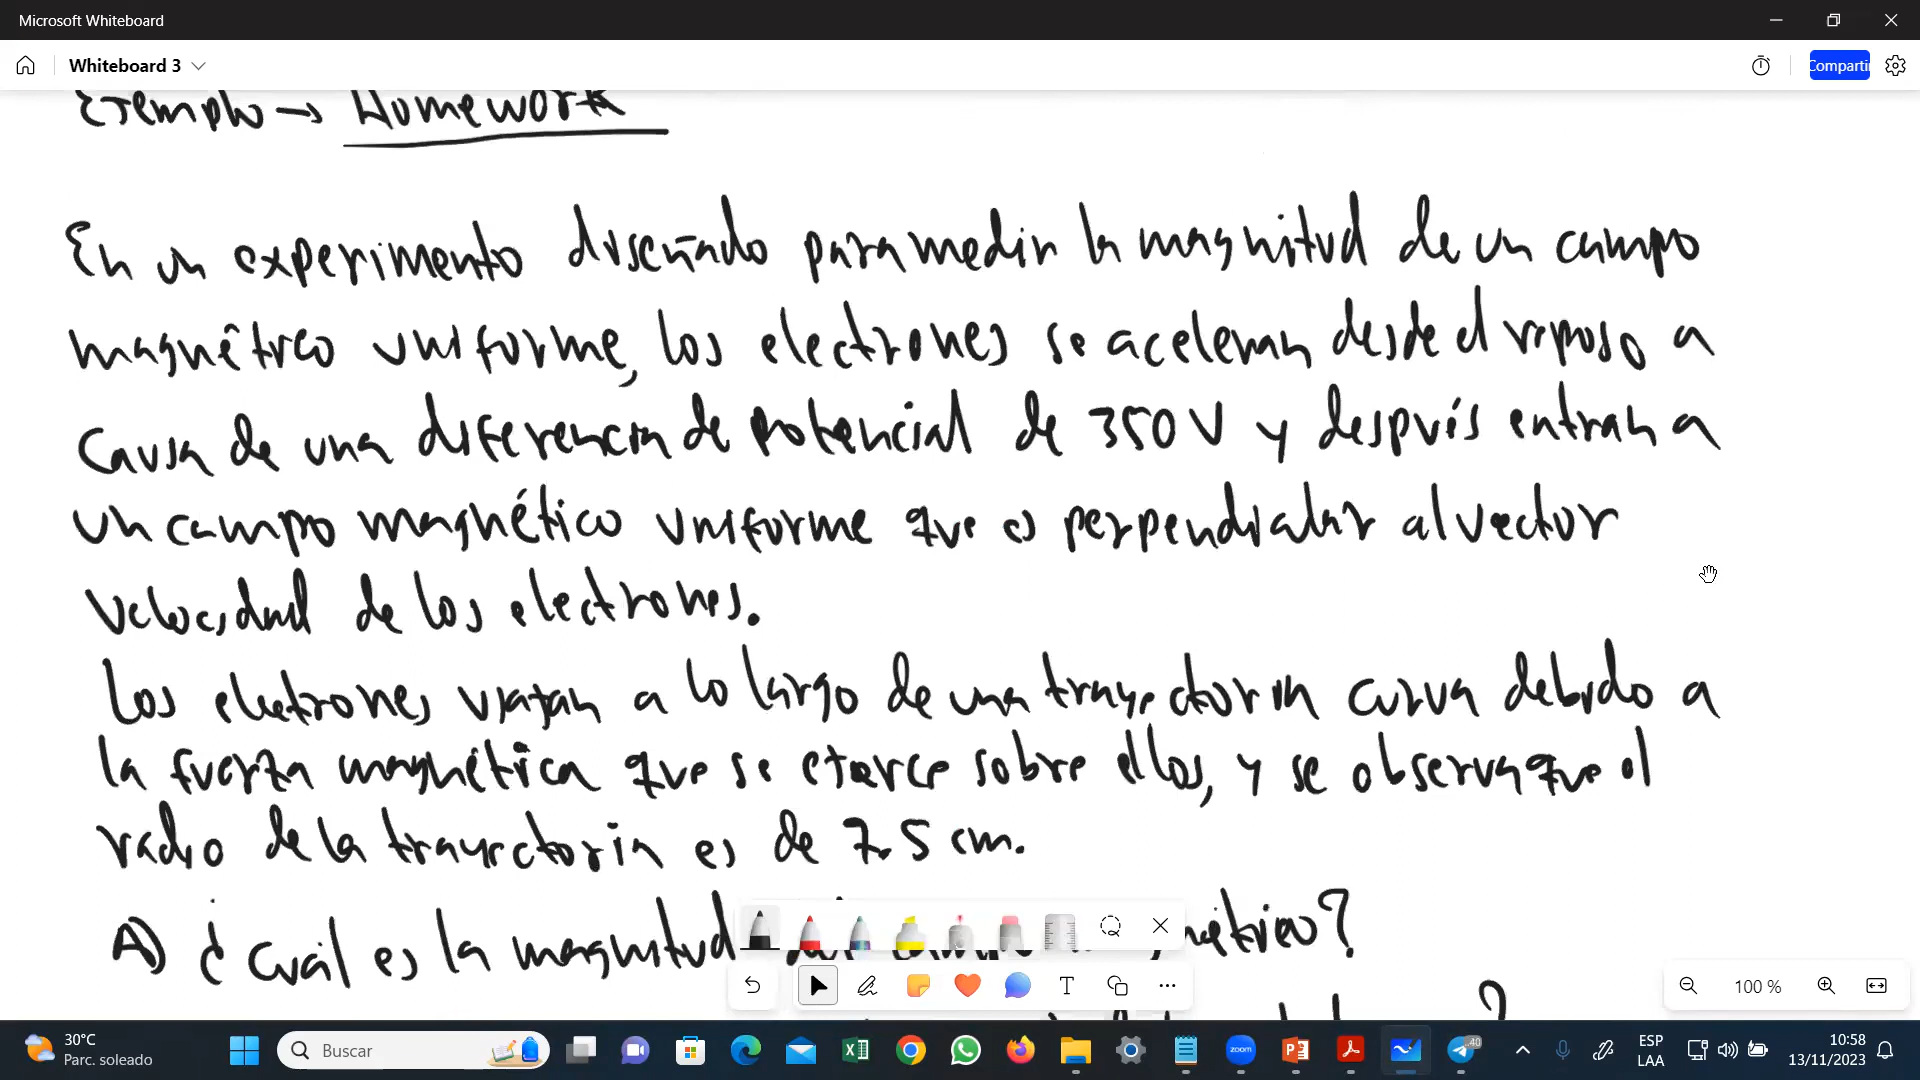 Microsoft Whiteboard
Whiteboard 3
Comparti
Ejemplo → Homework
En un experimento diseñado para medir la magnitud de un campo
magnético uniforme, los electrones se aceleran desde el reposo a
causa de una diferencia de potencial de 350 V y después entran a
un campo magnético uniforme que es perpendicular al vector
velocidad de los electrones.
Los electrones viajan a lo largo de una trayectoria curva debido a
la fuerza magnética que se ejerce sobre ellos, y se observa que el
radio de la trayectoria es de 7.5 cm.
A) ¿Cuál es la magnitud del campo magnético?
100 %
30°C
Parc. soleado
Buscar
zoom
40
ESP
LAA
10:58
13/11/2023